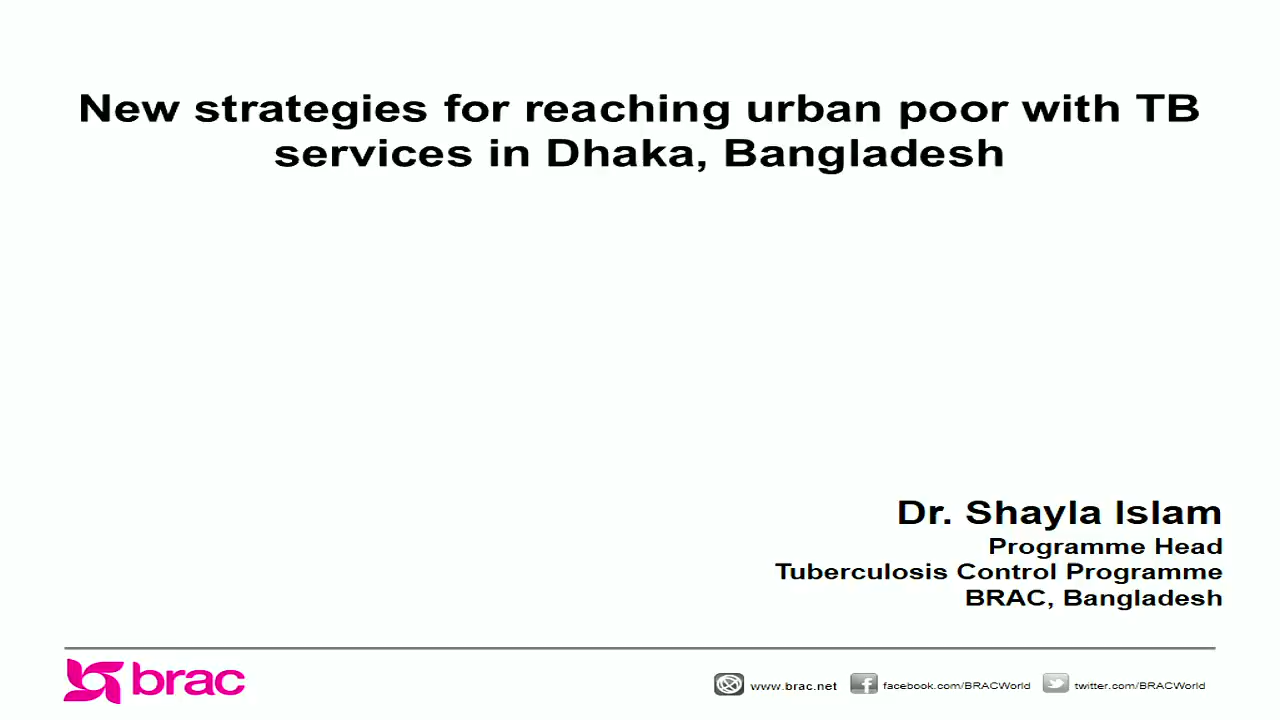 New strategies for reaching urban poor with TB
services in Dhaka, Bangladesh
Dr. Shayla Islam
Programme Head
Tuberculosis Control Programme
BRAC, Bangladesh
brac
www.brac.net facebook.com/BRACWorld twitter.com/BRACWorld